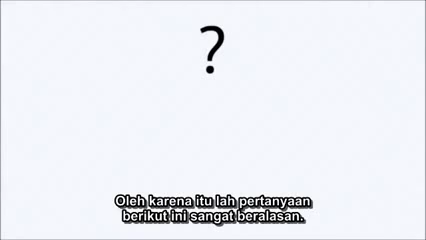 ?
Oleh karena itu lah pertanyaan
berikut ini sangat beralasan.